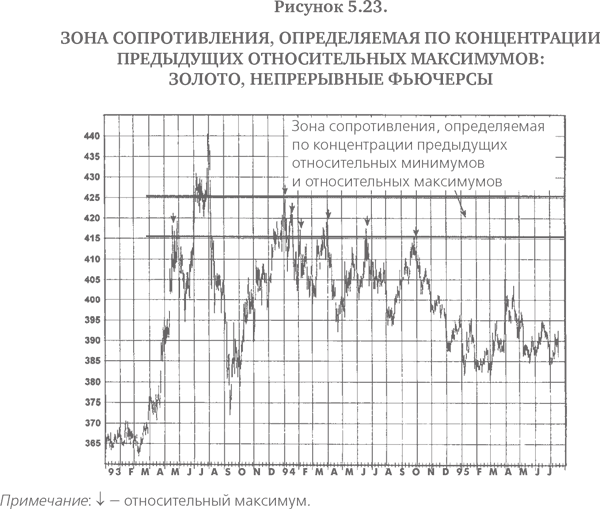 Рисунок 5.23.
ЗОНА СОПРОТИВЛЕНИЯ, ОПРЕДЕЛЯЕМАЯ ПО КОНЦЕНТРАЦИИ
ПРЕДЫДУЩИХ ОТНОСИТЕЛЬНЫХ МАКСИМУМОВ:
ЗОЛОТО, НЕПРЕРЫВНЫЕ ФЬЮЧЕРСЫ
Зона сопротивления, определяемая
по концентрации предыдущих
относительных минимумов
и относительных максимумов
440
435
430
425
420
415
410
405
400
395
390
385
380
370
365
93 F M A M J J A S O N D 94 F M A M J J A S O N D 95 F M A M J J
Примечание: ↓ — относительный максимум.